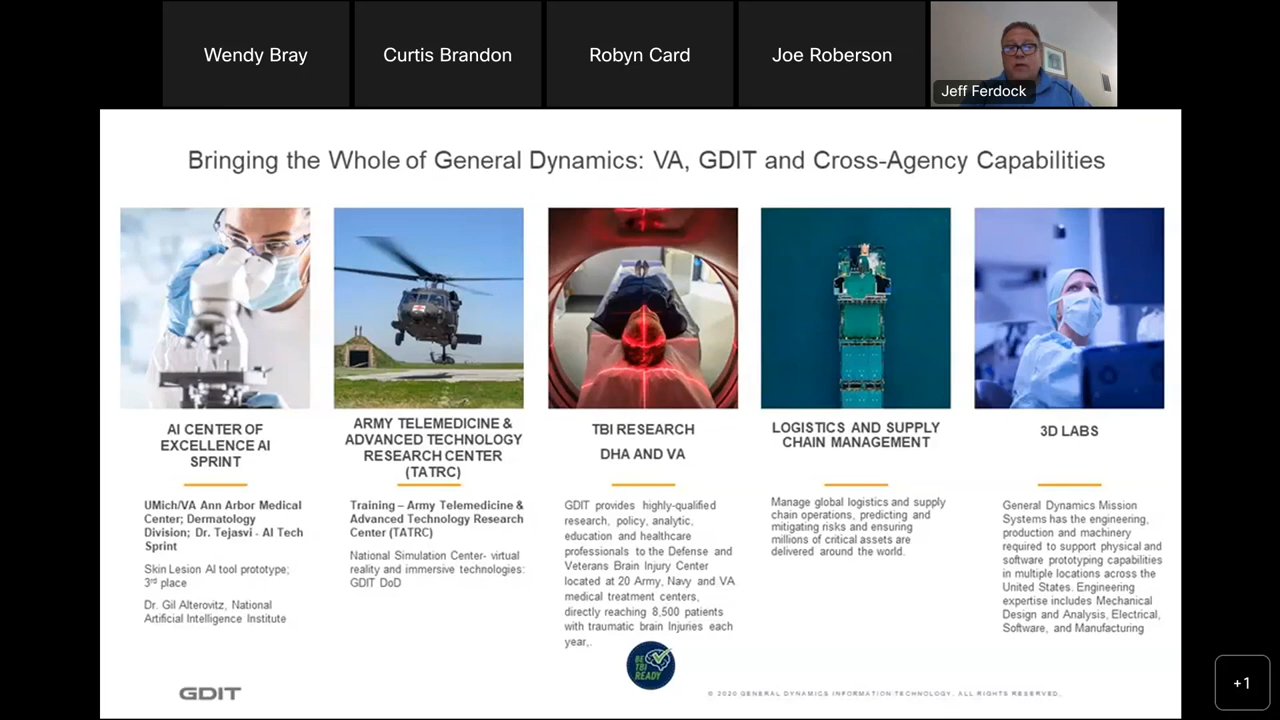 Wendy Bray
Curtis Brandon
Robyn Card
Joe Roberson
Jeff Ferdock
Bringing the Whole of General Dynamics: VA, GDIT and Cross-Agency Capabilities
AI CENTER OF
EXCELLENCE AI
SPRINT
UMich/VA Ann Arbor Medical
Center; Dermatology
Division; Dr. Tejasvi - AI Tech
Sprint
Skin Lesion AI tool prototype;
3rd place
Dr. Gil Alterovitz, National
Artificial Intelligence Institute
ARMY TELEMEDICINE &
ADVANCED TECHNOLOGY
RESEARCH CENTER
(TATRC)
Training – Army Telemedicine &
Advanced Technology Research
Center (TATRC)
National Simulation Center- virtual
reality and immersive technologies:
GDIT DoD
TBI RESEARCH
DHA AND VA
GDIT provides highly-qualified
research, policy, analytic,
education and healthcare
professionals to the Defense and
Veterans Brain Injury Center
located at 20 Army, Navy and VA
medical treatment centers,
directly reaching 8,500 patients
with traumatic brain Injuries each
year,.
BE
TBI
READY
LOGISTICS AND SUPPLY
CHAIN MANAGEMENT
Manage global logistics and supply
chain operations, predicting and
mitigating risks and ensuring
millions of critical assets are
delivered around the world.
3D LABS
General Dynamics Mission
Systems has the engineering,
production and machinery
required to support physical and
software prototyping capabilities
in multiple locations across the
United States. Engineering
expertise includes Mechanical
Design and Analysis, Electrical,
Software, and Manufacturing
GDIT
© 2020 GENERAL DYNAMICS INFORMATION TECHNOLOGY. ALL RIGHTS RESERVED.
+1